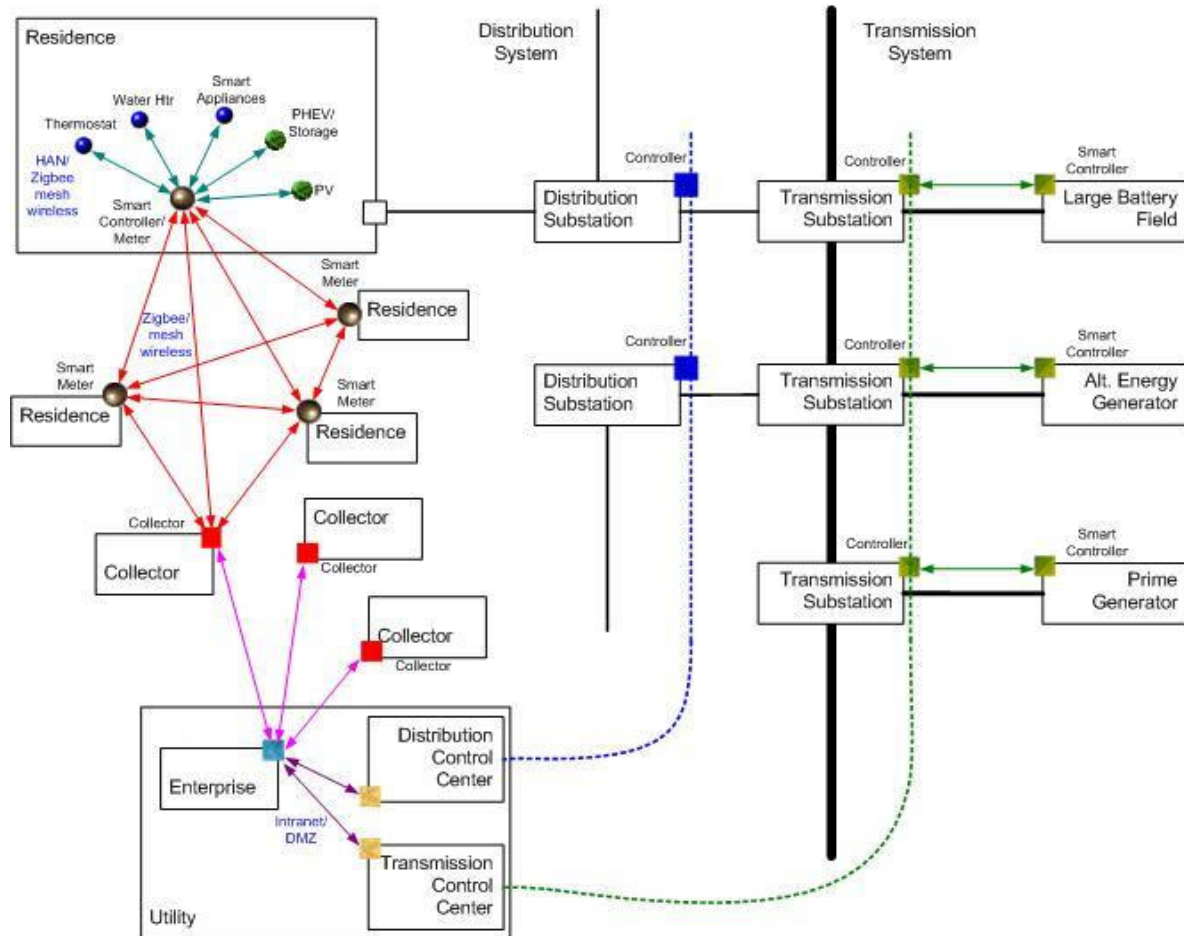 Residence
Smart
Appliances
Water Htr
PHEV/
Storage
Thermostat
HAN/
Zigbee
mesh
wireless
PV
Smart
Controller/
Meter
Smart
Meter
Residence
Zigbee/
mesh
wireless
Smart
Meter
Residence
Smart
Meter
Residence
Collector
Collector
Collector
Collector
Collector
Collector
Enterprise
Intranet/
DMZ
Distribution
Control
Center
Transmission
Control
Center
Utility
Distribution
System
Controller
Distribution
Substation
Controller
Distribution
Substation
Transmission
System
Controller
Transmission
Substation
Smart
Controller
Large Battery
Field
Controller
Transmission
Substation
Smart
Controller
Alt. Energy
Generator
Controller
Transmission
Substation
Smart
Controller
Prime
Generator